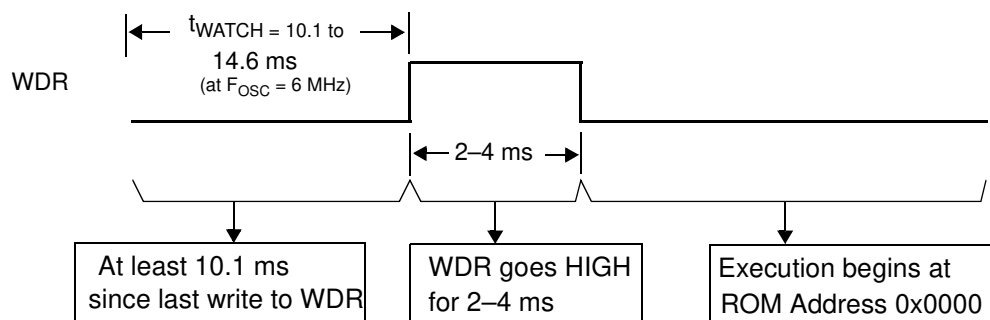 tWATCH = 10.1 to
14.6 ms
(at FOSC = 6 MHz)
WDR
2–4 ms
At least 10.1 ms
since last write to WDR
WDR goes HIGH
for 2–4 ms
Execution begins at
ROM Address 0x0000